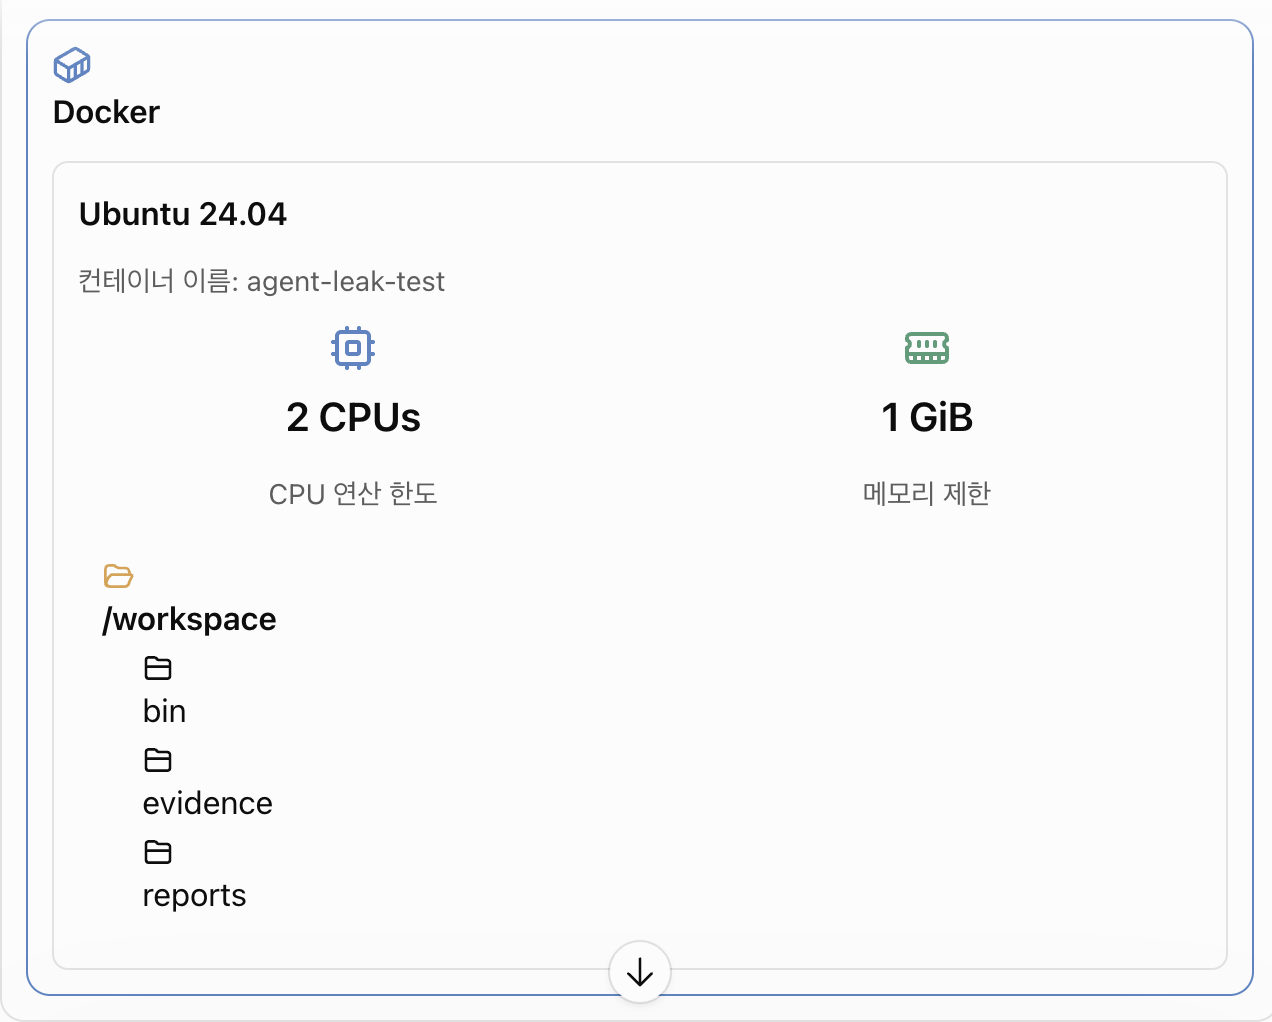 Docker
Ubuntu 24.04
컨테이너 이름: agent-leak-test
2 CPUs
1 GiB
CPU 연산 한도
메모리 제한
/workspace
bin
evidence
reports